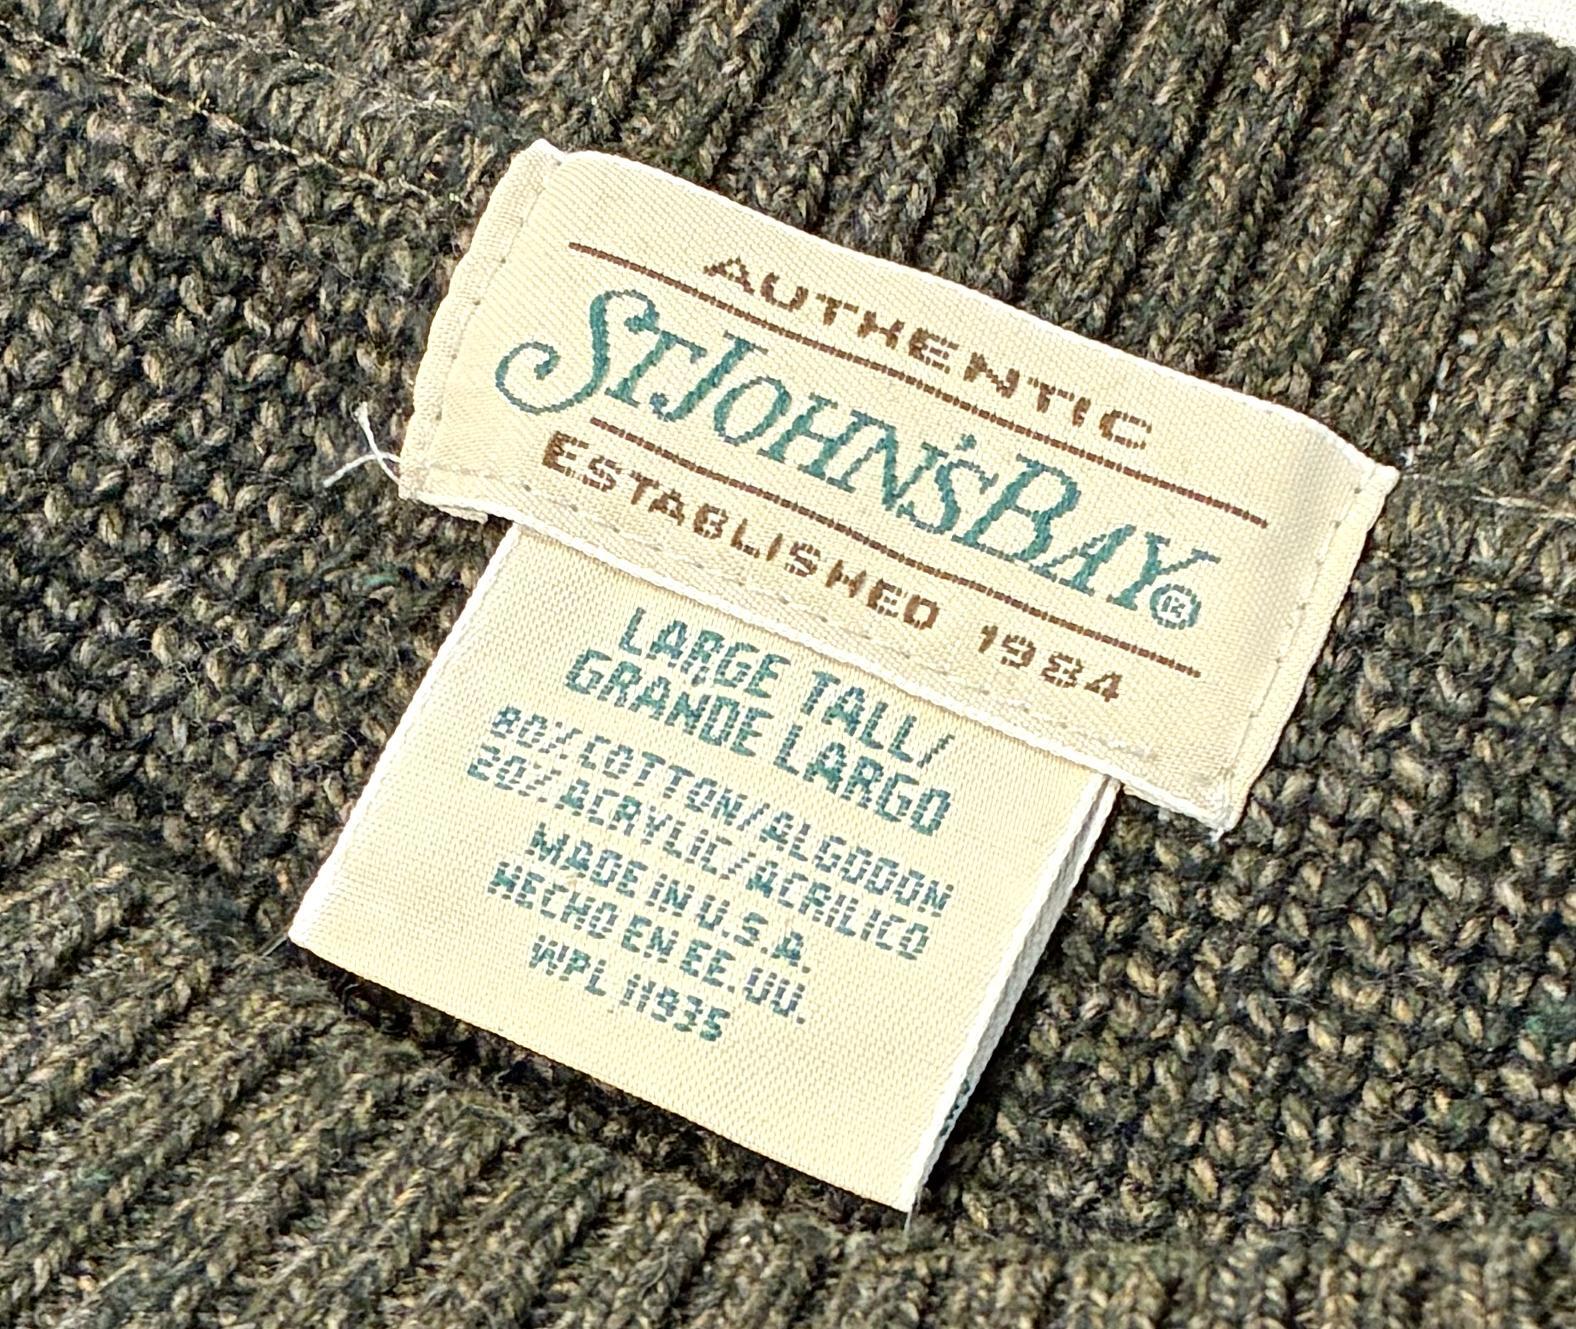 AUTHENTIC
ST. JOHN'S BAY®
ESTABLISHED 1984
LARGE TALL/
GRANDE LARGO
80% COTTON/ALGODON
20% ACRYLIC/ACRILICO
MADE IN U.S.A.
HECHO EN EE.UU.
WPL 11935